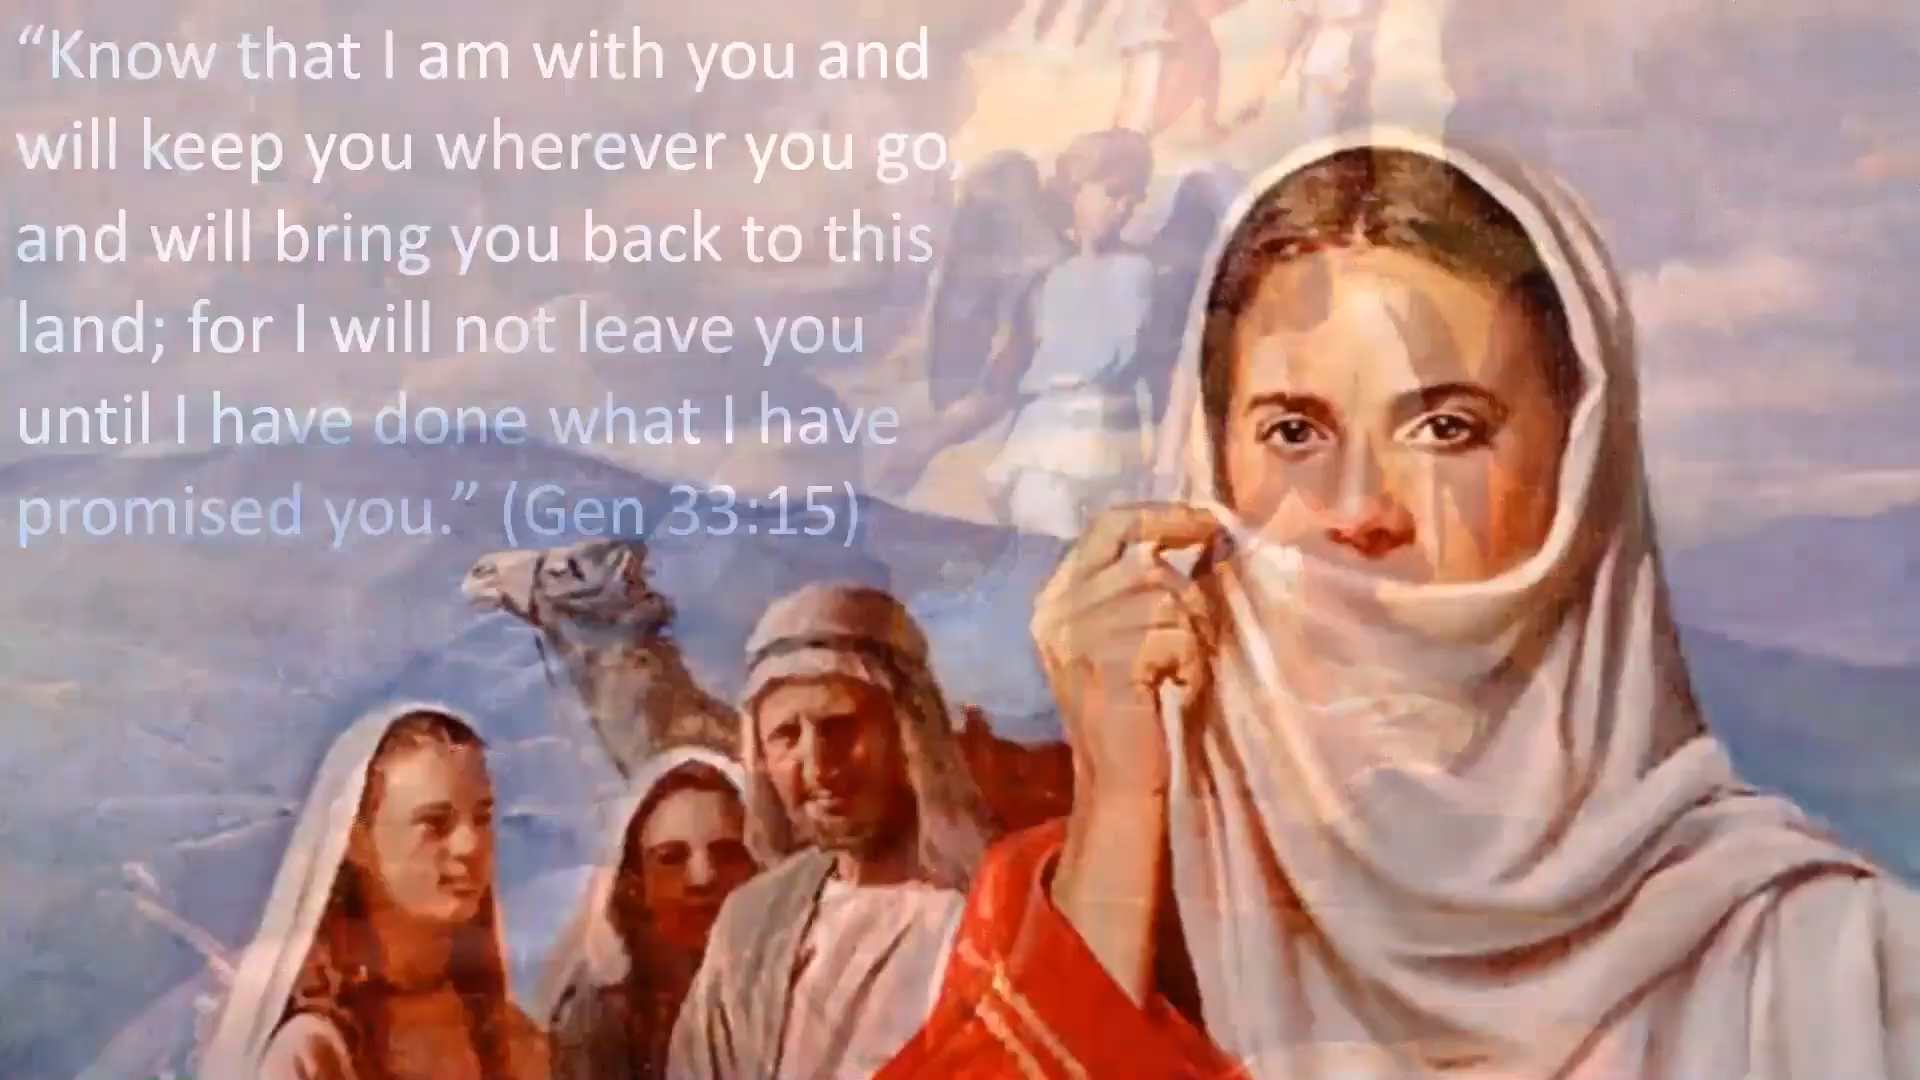 “Know that I am with you and
will keep you wherever you go,
and will bring you back to this
land; for I will not leave you
until I have done what I have
promised you.” (Gen 33:15)